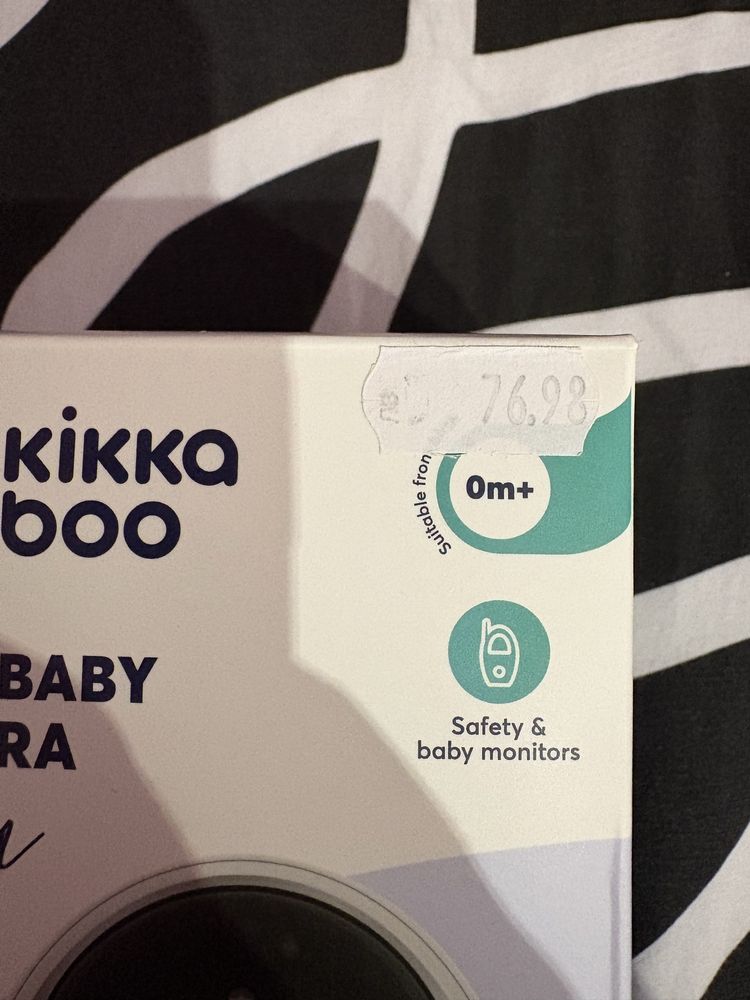 76.98
kikka
boo
Suitable from
0m+
BABY
RA
Safety &
baby monitors